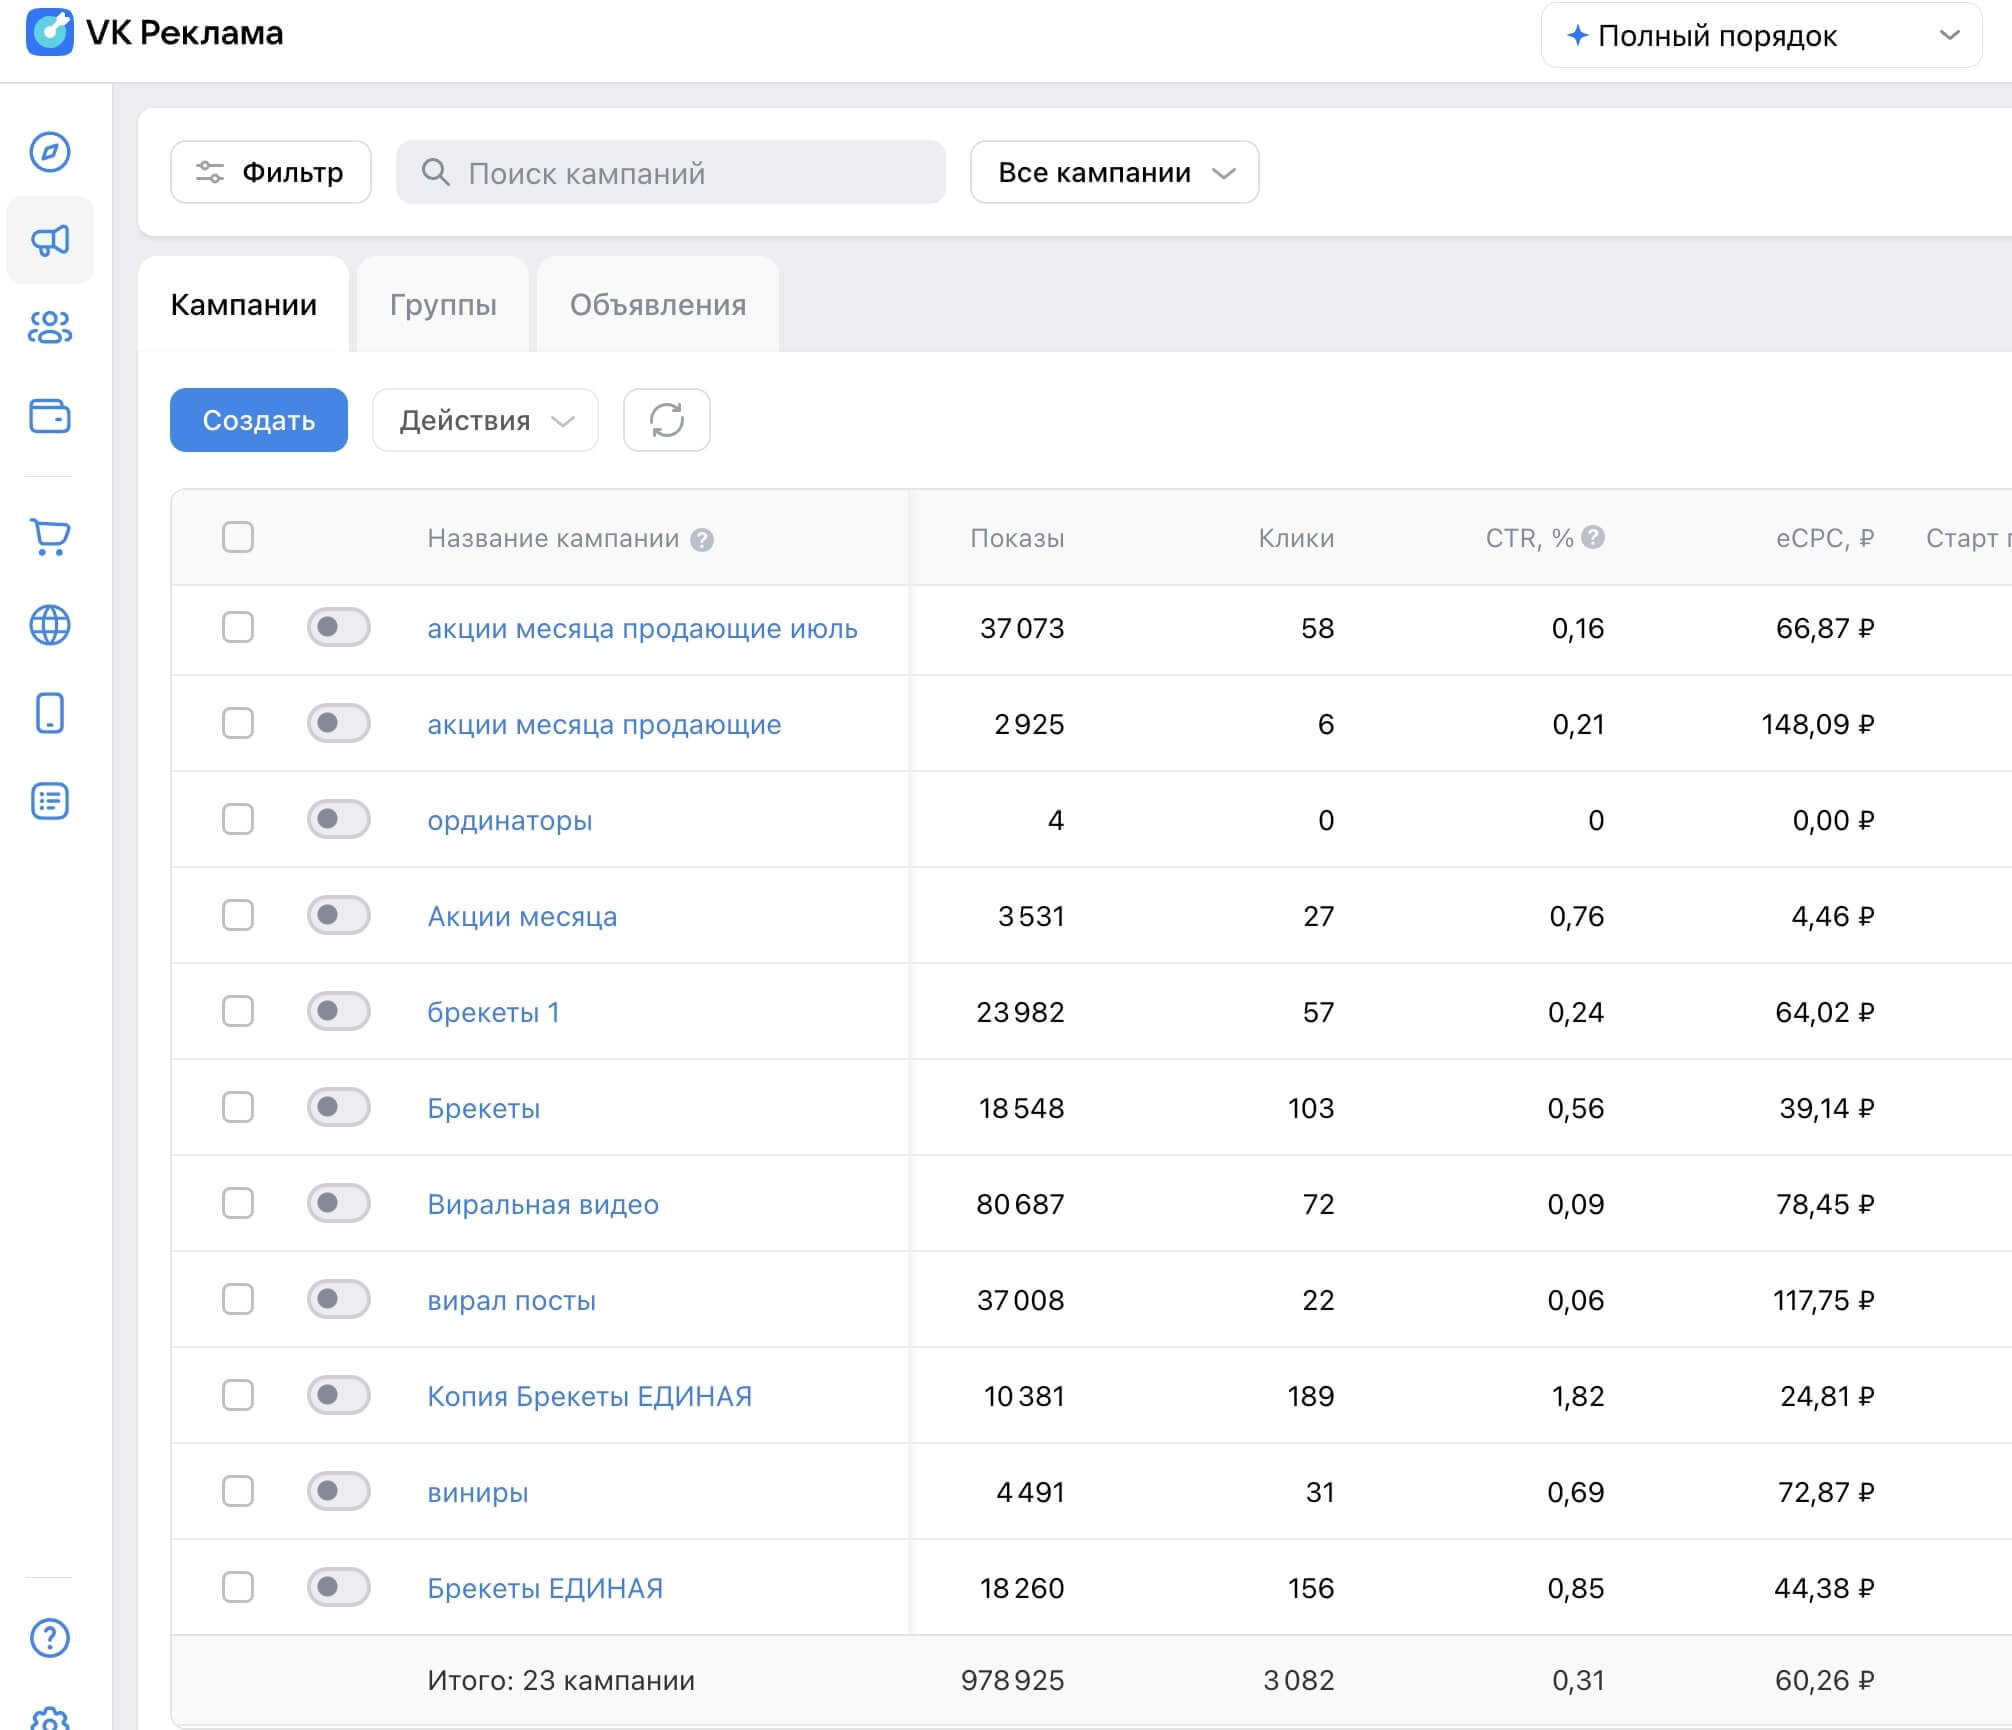 VK Реклама
Полный порядок
Фильтр Поиск кампаний Все кампании
Кампании Группы Объявления
Создать Действия
Название кампании ? Показы Клики CTR, % ? eCPC, ₽ Старт
акции месяца продающие июль 37 073 58 0,16 66,87 ₽
акции месяца продающие 2 925 6 0,21 148,09 ₽
ординаторы 4 0 0 0,00 ₽
Акции месяца 3 531 27 0,76 4,46 ₽
брекеты 1 23 982 57 0,24 64,02 ₽
Брекеты 18 548 103 0,56 39,14 ₽
Виральная видео 80 687 72 0,09 78,45 ₽
вирал посты 37 008 22 0,06 117,75 ₽
Копия Брекеты ЕДИНАЯ 10 381 189 1,82 24,81 ₽
виниры 4 491 31 0,69 72,87 ₽
Брекеты ЕДИНАЯ 18 260 156 0,85 44,38 ₽
Итого: 23 кампании 978 925 3 082 0,31 60,26 ₽